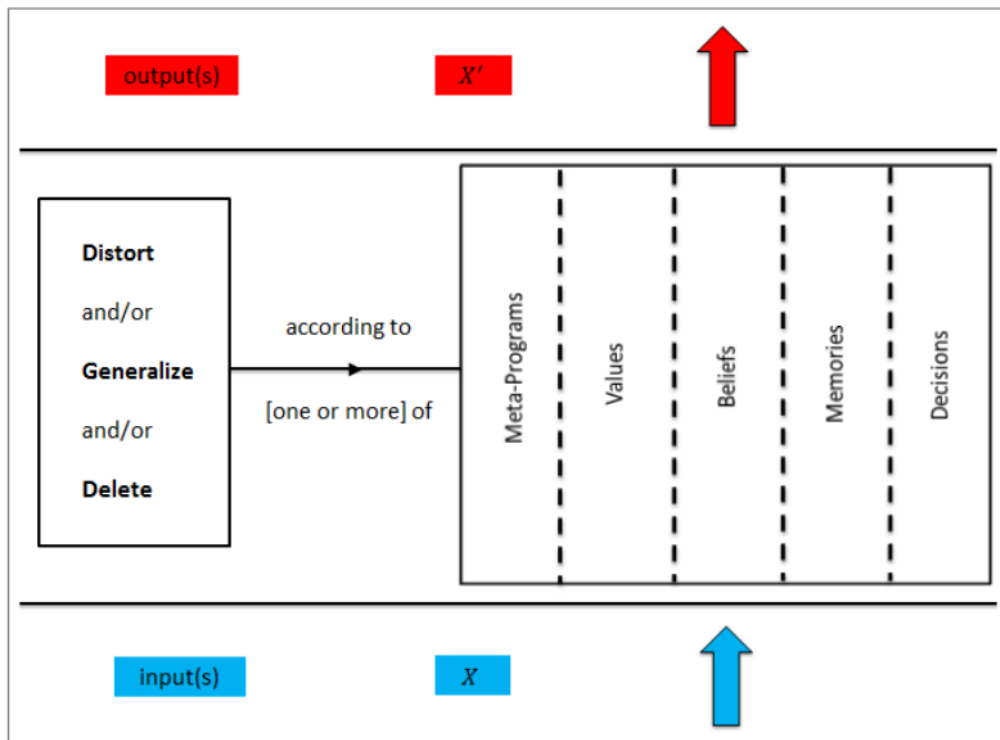 output(s)
X′
Distort
and/or
Generalize
and/or
Delete
according to
[one or more] of
Meta-Programs
Values
Beliefs
Memories
Decisions
input(s)
X